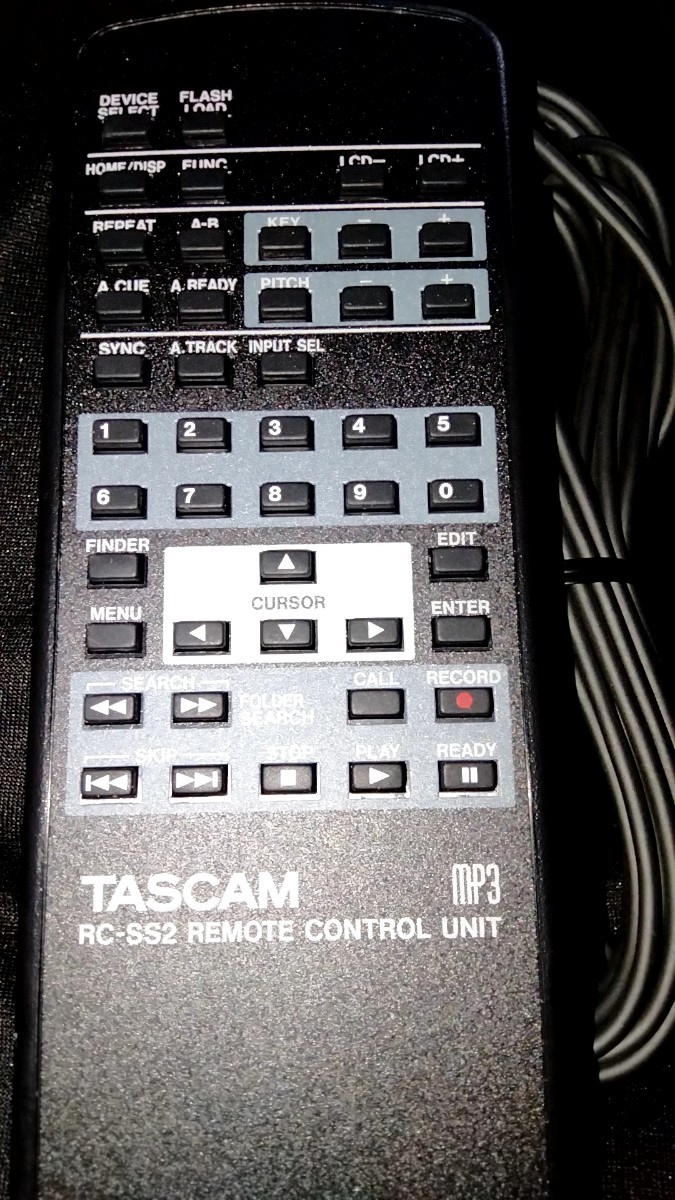 DEVICE SELECT FLASH LOAD
HOME/DISP FUNC. LCD− LCD+
REPEAT A-B KEY − +
A.CUE A.READY PITCH − +
SYNC A.TRACK INPUT SEL
1 2 3 4 5
6 7 8 9 0
FINDER EDIT
CURSOR
MENU ENTER
SEARCH CALL RECORD
FOLDER
SEARCH
SKIP STOP PLAY READY
TASCAM MP3
RC-SS2 REMOTE CONTROL UNIT